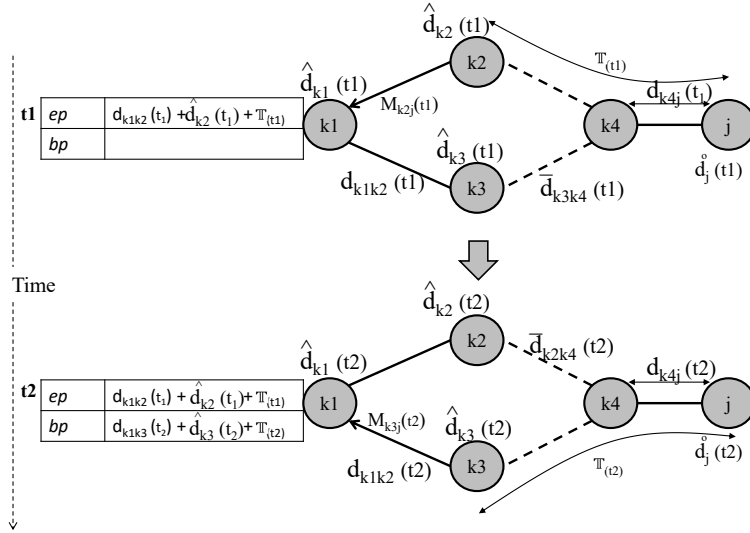 d̂k2 (t1)
𝕋(t1)
d̂k1 (t1)
k2
dk4j (t1)
t1
ep
dk1k2 (t1) + d̂k2 (t1) + 𝕋(t1)
Mk2j(t1)
bp
k1
k4
j
d̂k3 (t1)
d̊j (t1)
dk1k2 (t1)
k3
d̅k3k4 (t1)
Time
d̂k2 (t2)
d̂k1 (t2)
k2
d̅k2k4 (t2)
dk4j (t2)
t2
ep
dk1k2 (t1) + d̂k2 (t1) + 𝕋(t1)
k1
k4
j
bp
dk1k3 (t2) + d̂k3 (t2) + 𝕋(t2)
Mk3j(t2)
d̂k3 (t2)
d̊j (t2)
dk1k2 (t2)
k3
𝕋(t2)